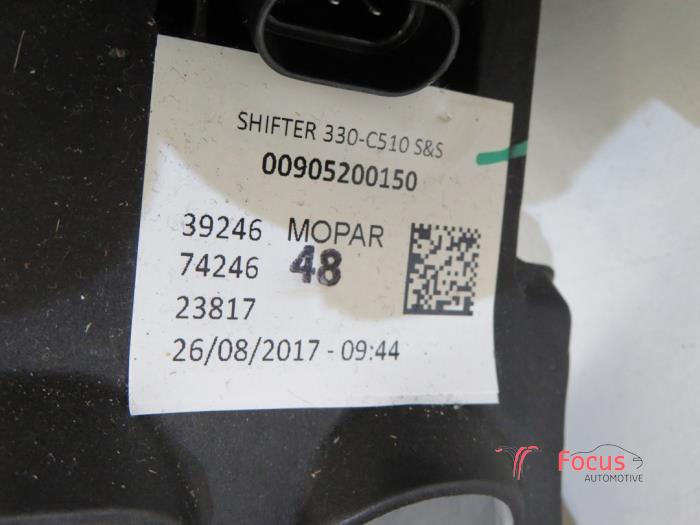 SHIFTER 330-C510 S&S
00905200150
39246 MOPAR
74246 48
23817
26/08/2017 - 09:44
Focus
AUTOMOTIVE